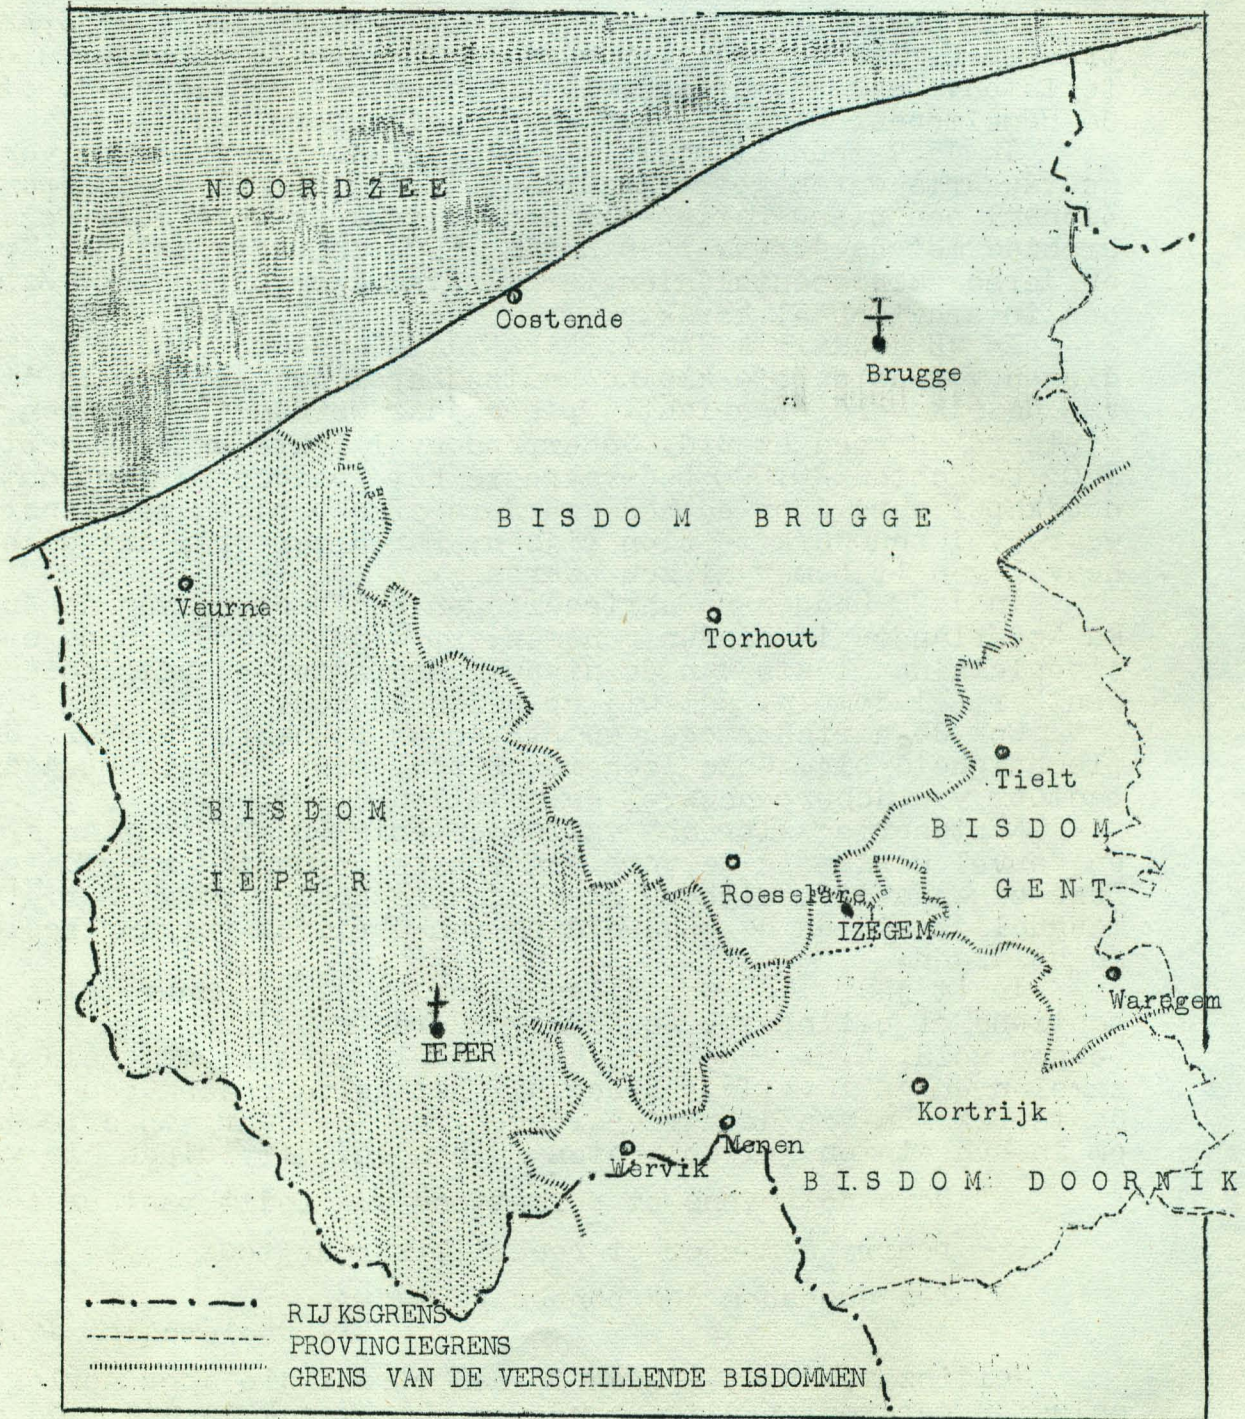 NOORDZEE
Oostende
Brugge
BISDOM BRUGGE
Veurne
Torhout
Tielt
BISDOM
IEPER
BISDOM
GENT
Roeselare
IZEGEM
Waregem
IEPER
Kortrijk
Menen
Wervik
BISDOM DOORNIK
RIJKSGRENS
PROVINCIEGRENS
GRENS VAN DE VERSCHILLENDE BISDOMMEN